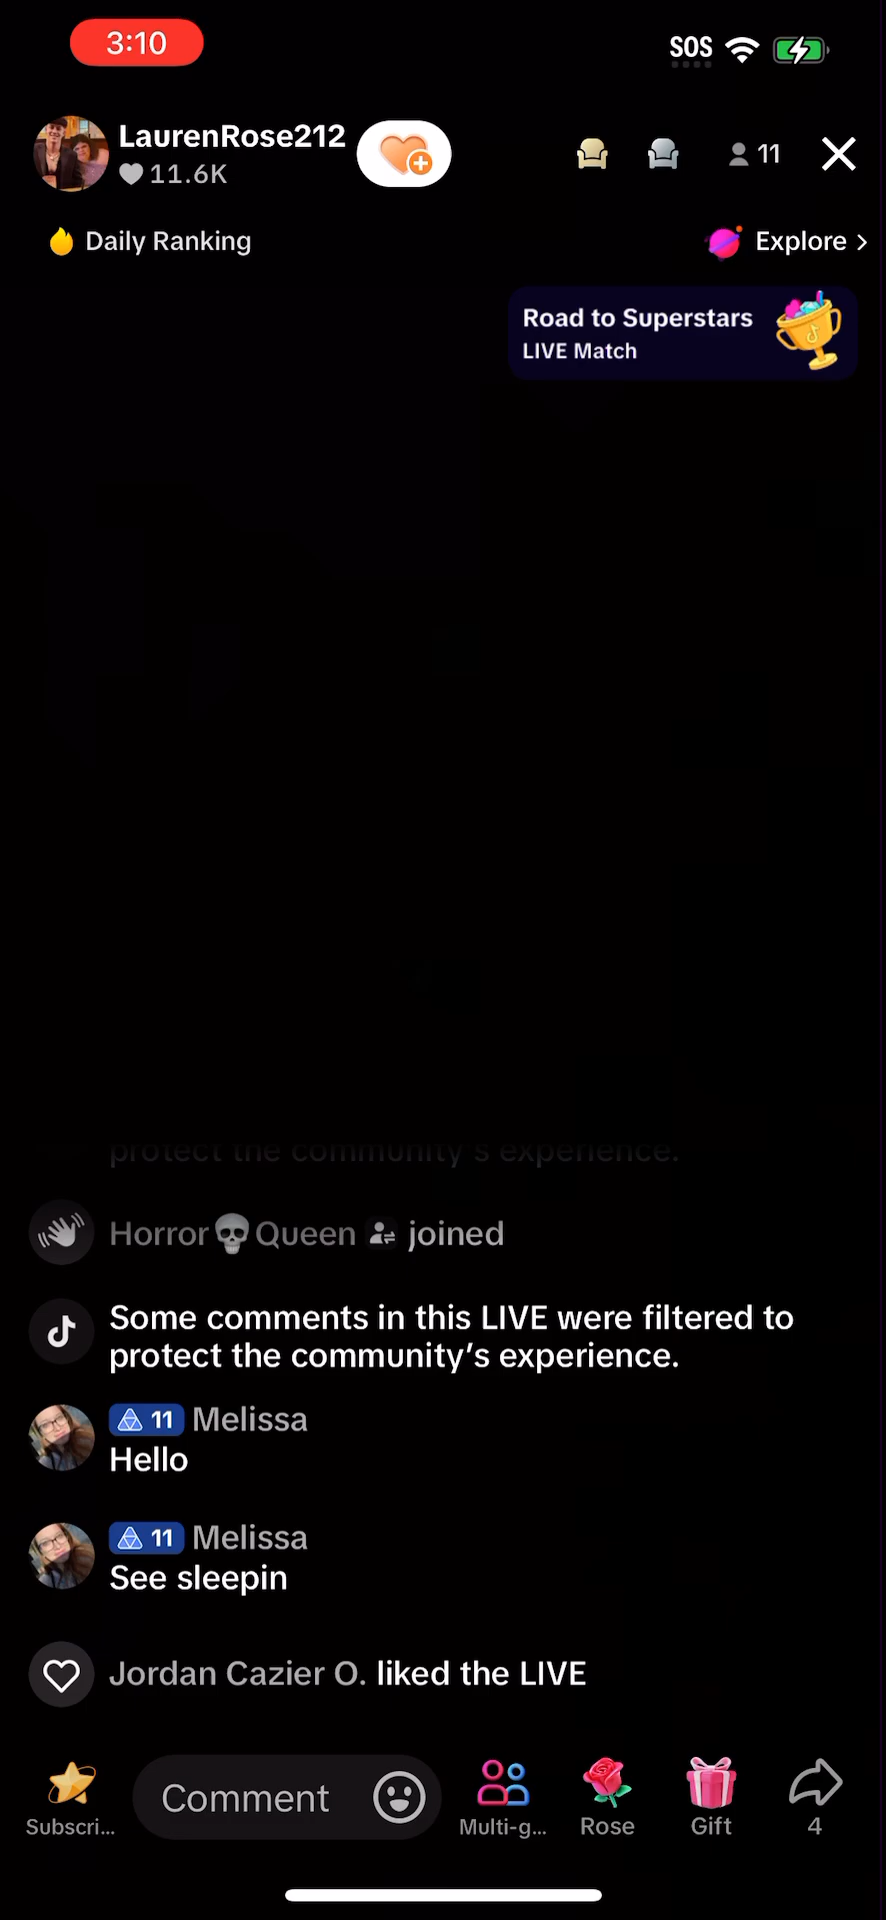 3:10
SOS
LaurenRose212
11.6K
11
Daily Ranking
Explore >
Road to Superstars
LIVE Match
protect the community's experience.
Horror💀Queen joined
Some comments in this LIVE were filtered to
protect the community's experience.
11 Melissa
Hello
11 Melissa
See sleepin
Jordan Cazier O. liked the LIVE
Comment
Subscri...
Multi-g...
Rose
Gift
4